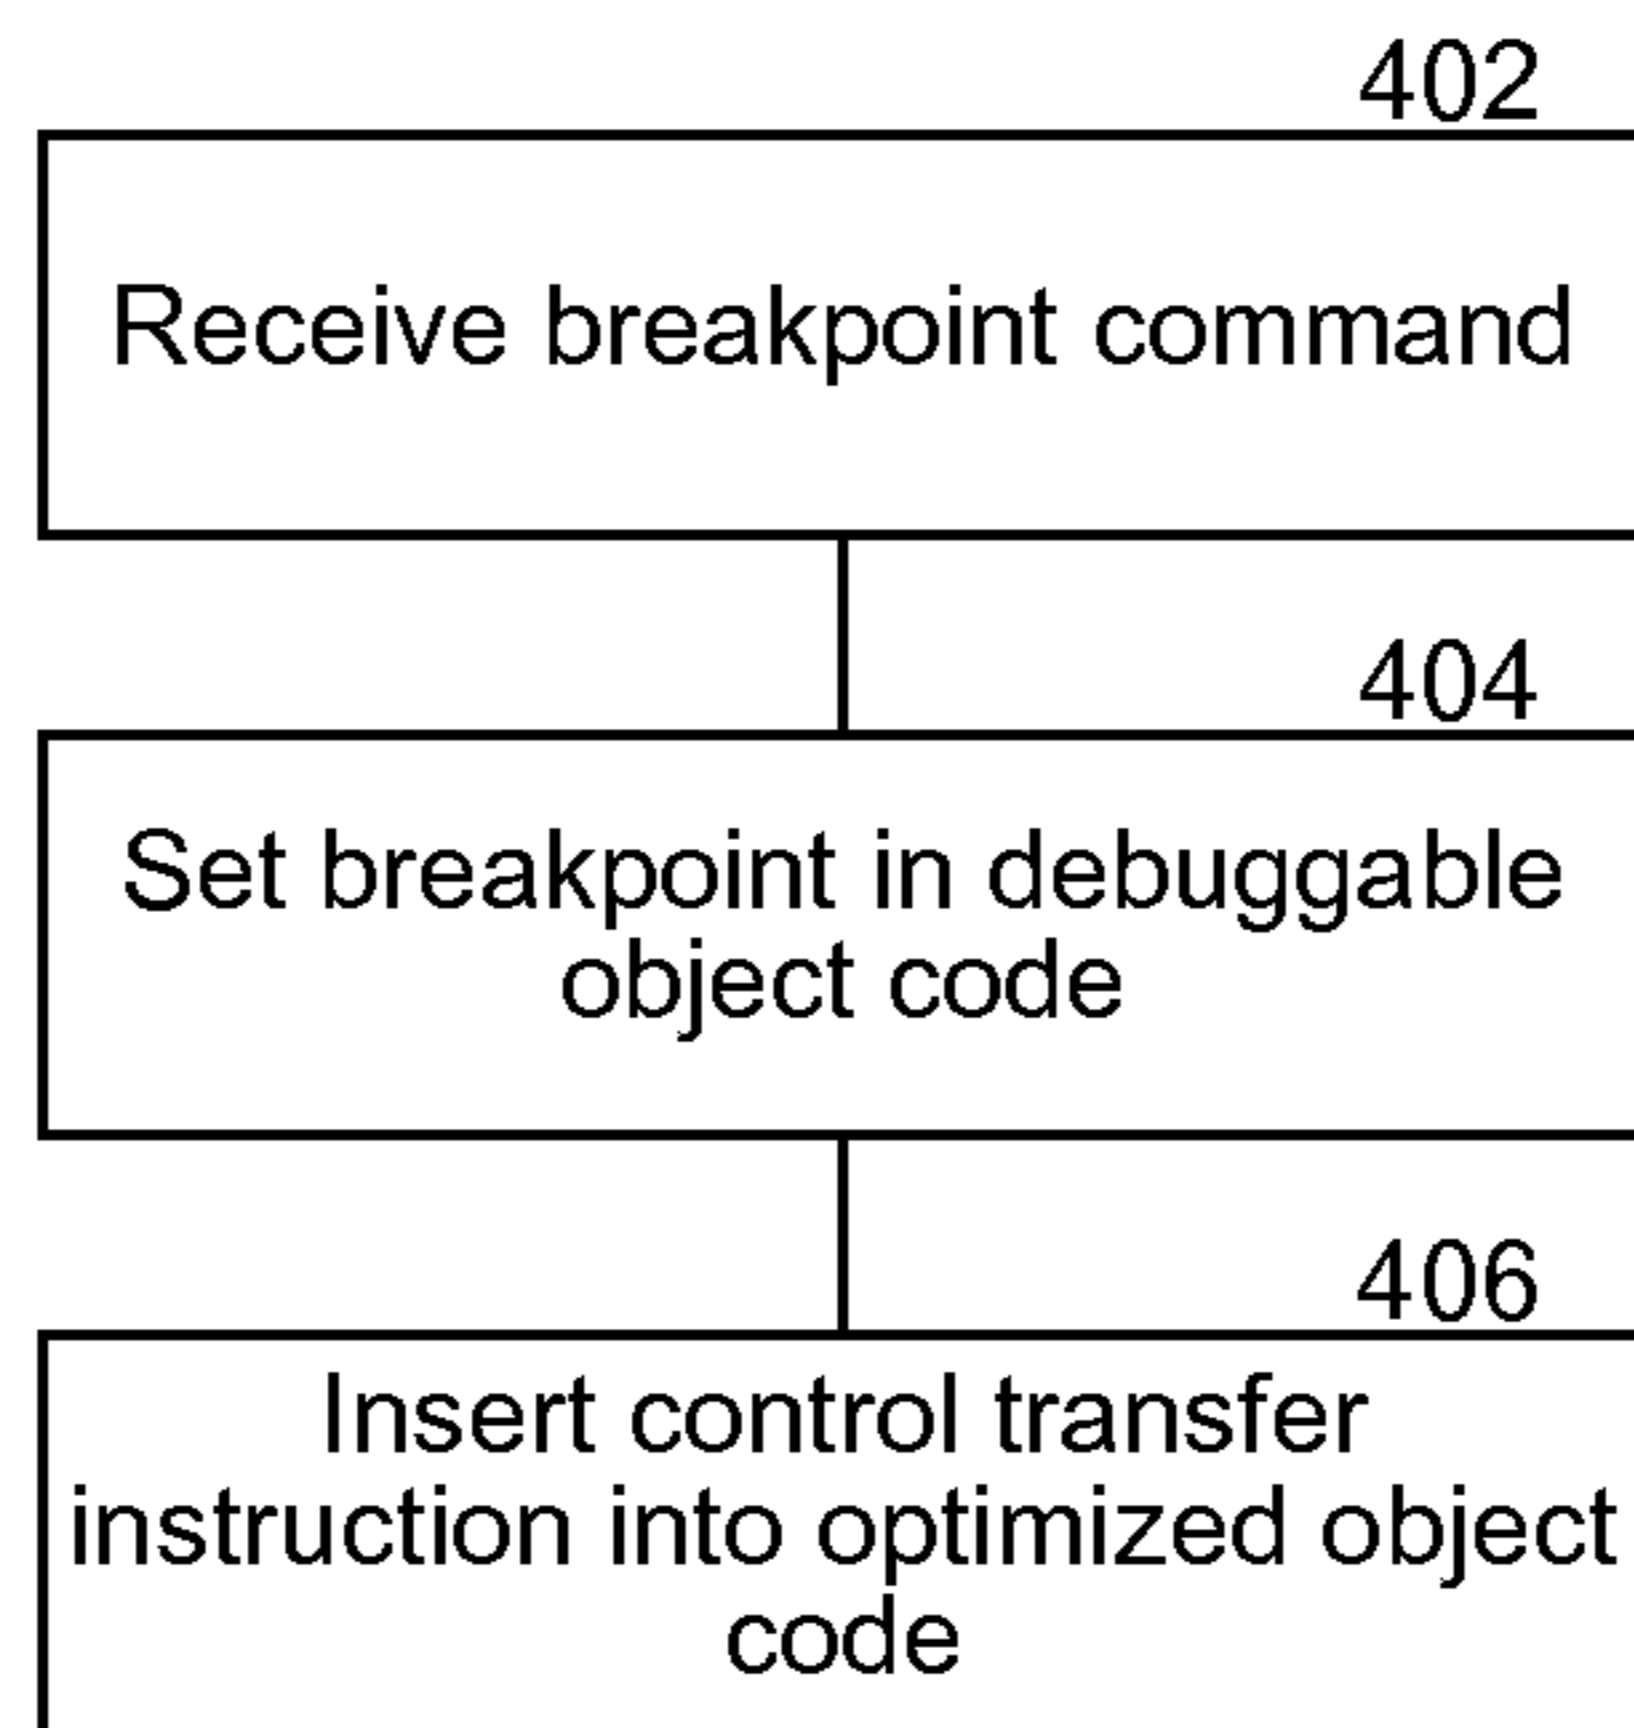 402
Receive breakpoint command
404
Set breakpoint in debuggable
object code
406
Insert control transfer
instruction into optimized object
code